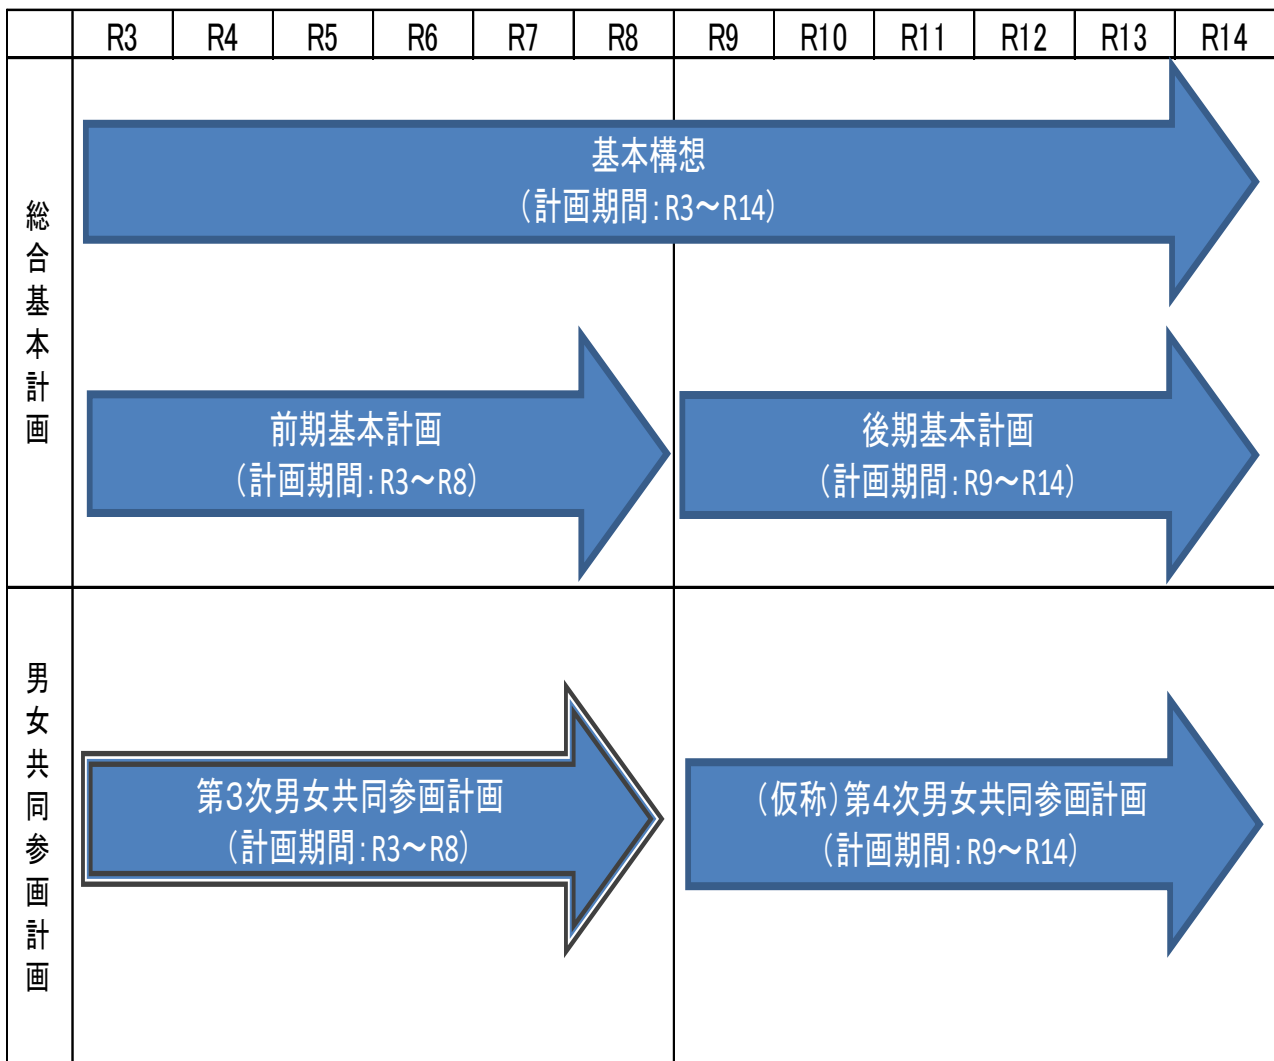 R3 R4 R5 R6 R7 R8 R9 R10 R11 R12 R13 R14
総合基本計画
基本構想
（計画期間：R3～R14）
前期基本計画
（計画期間：R3～R8）
後期基本計画
（計画期間：R9～R14）
男女共同参画計画
第3次男女共同参画計画
（計画期間：R3～R8）
（仮称）第4次男女共同参画計画
（計画期間：R9～R14）